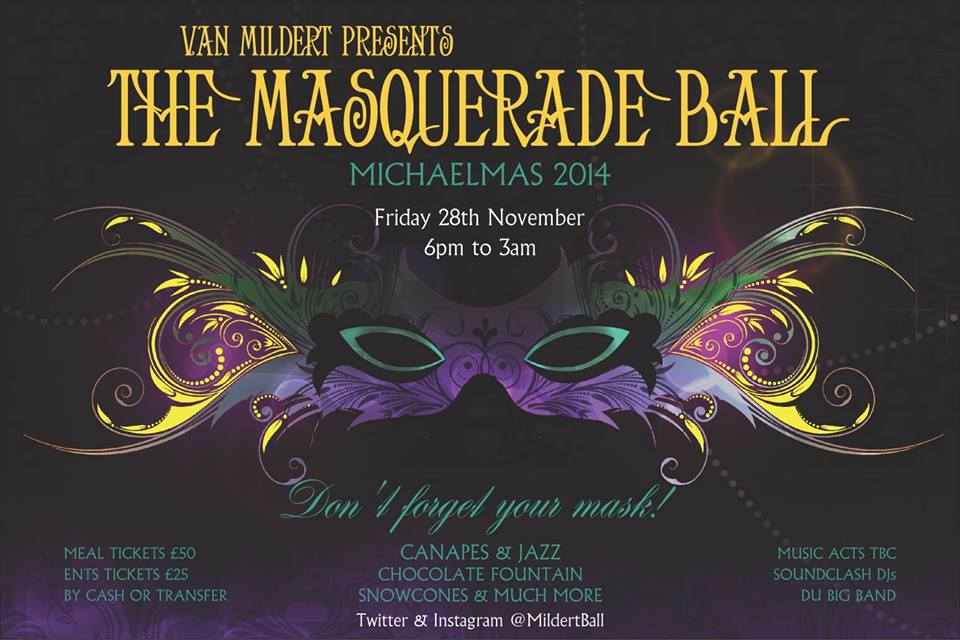 VAN MILDERT PRESENTS
THE MASQUERADE BALL
MICHAELMAS 2014
Friday 28th November
6pm to 3am
Don't forget your mask!
MEAL TICKETS £50
ENTS TICKETS £25
BY CASH OR TRANSFER
CANAPES & JAZZ
CHOCOLATE FOUNTAIN
SNOWCONES & MUCH MORE
Twitter & Instagram @MildertBall
MUSIC ACTS TBC
SOUNDCLASH DJs
DU BIG BAND